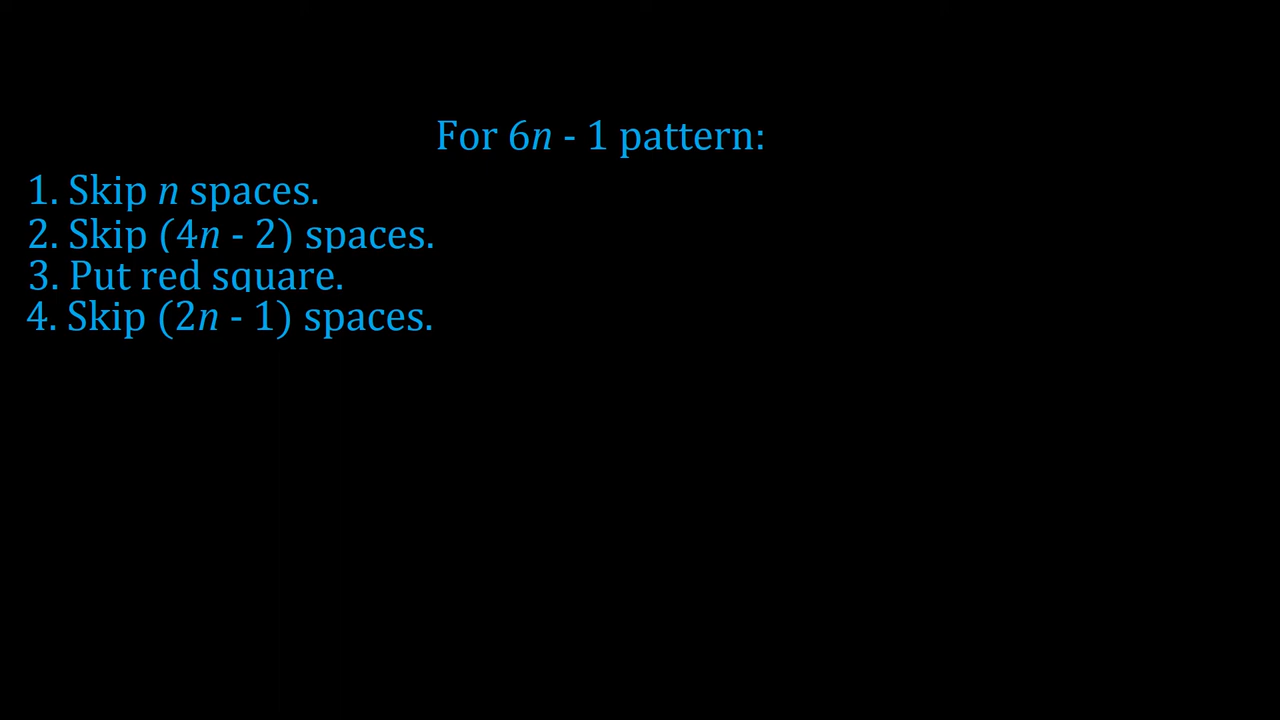 For 6n - 1 pattern:
1. Skip n spaces.
2. Skip (4n - 2) spaces.
3. Put red square.
4. Skip (2n - 1) spaces.